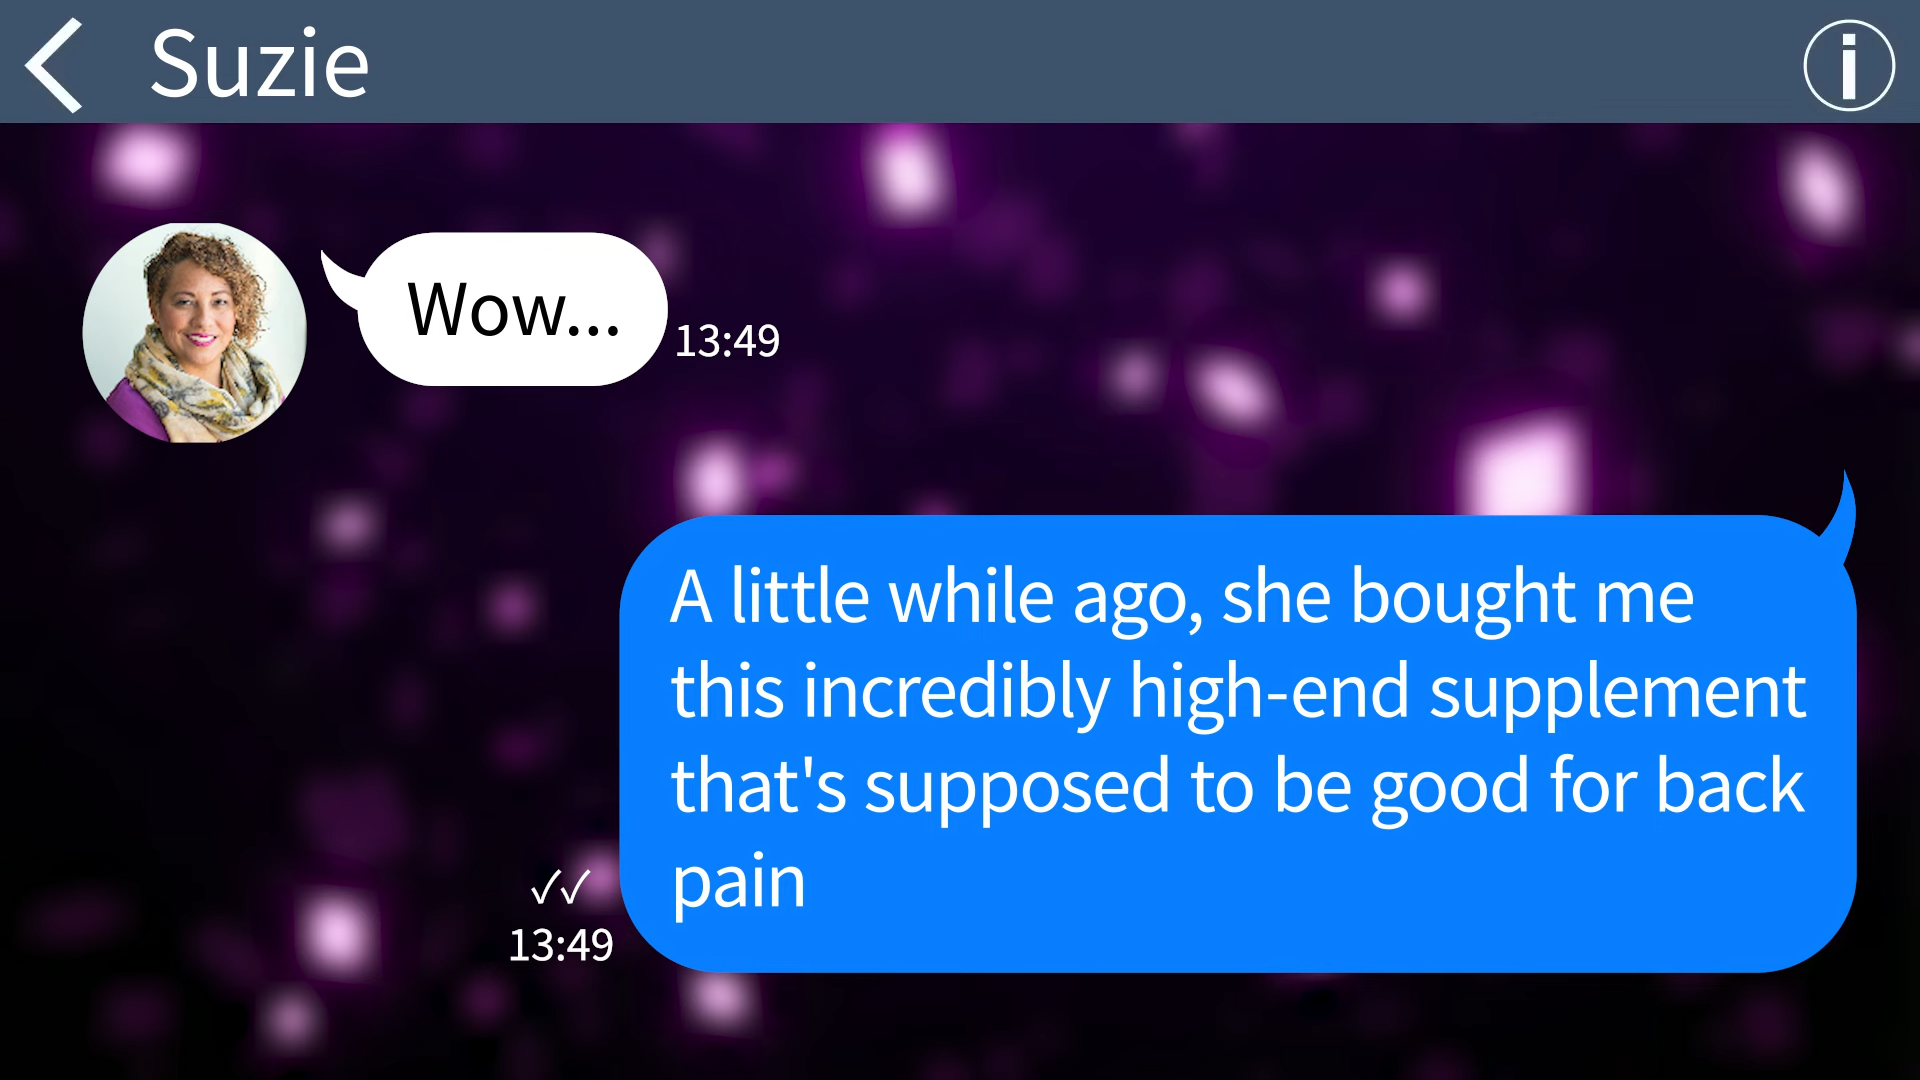 Suzie
Wow...
13:49
A little while ago, she bought me
this incredibly high-end supplement
that's supposed to be good for back
pain
✓✓
13:49